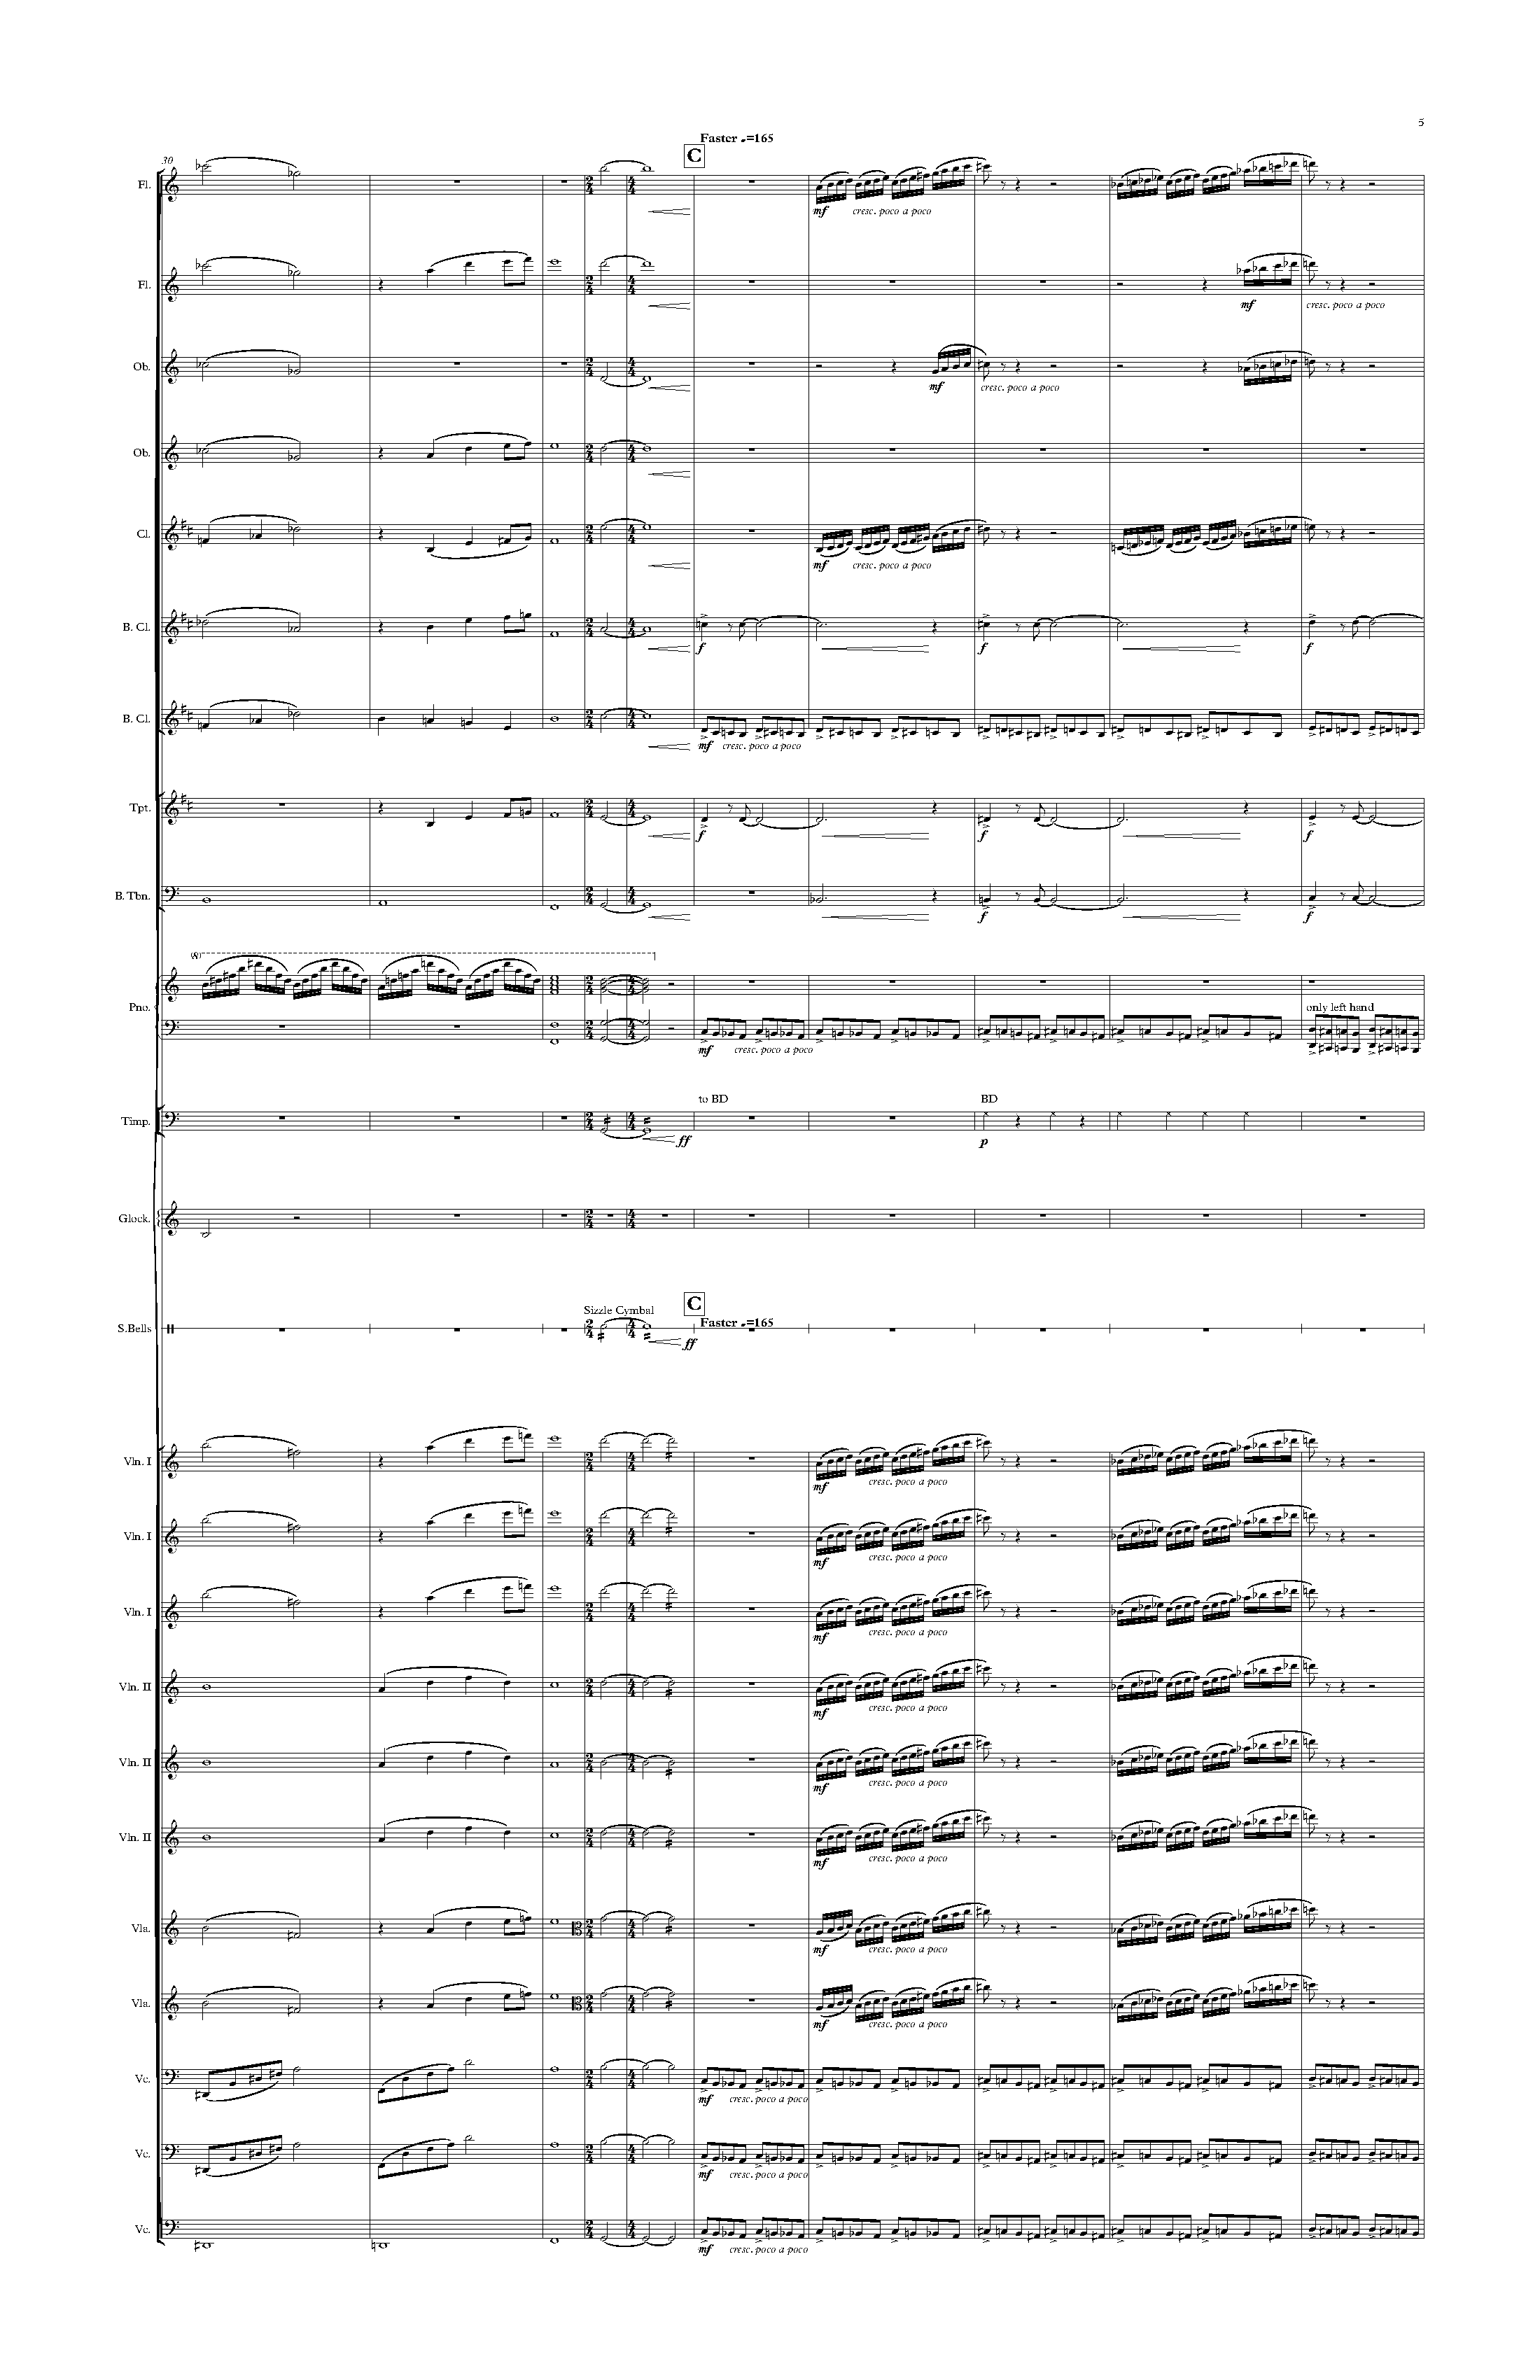 5
Faster ♩=165
C
30
Fl.
mf cresc. poco a poco
Fl.
mf cresc. poco a poco
Ob.
mf cresc. poco a poco
Ob.
Cl.
mf cresc. poco a poco
B. Cl.
f f f
B. Cl.
mf cresc. poco a poco
Tpt.
f f f
B. Tbn.
f f
(8)
Pno.
only left hand
mf cresc. poco a poco
to BD BD
Timp.
ff p
Glock.
C
Sizzle Cymbal
Faster ♩=165
S.Bells
ff
Vln. I
mf cresc. poco a poco
Vln. I
mf cresc. poco a poco
Vln. I
mf cresc. poco a poco
Vln. II
mf cresc. poco a poco
Vln. II
mf cresc. poco a poco
Vln. II
mf cresc. poco a poco
Vla.
mf cresc. poco a poco
Vla.
mf cresc. poco a poco
Vc.
mf cresc. poco a poco
Vc.
mf cresc. poco a poco
Vc.
mf cresc. poco a poco